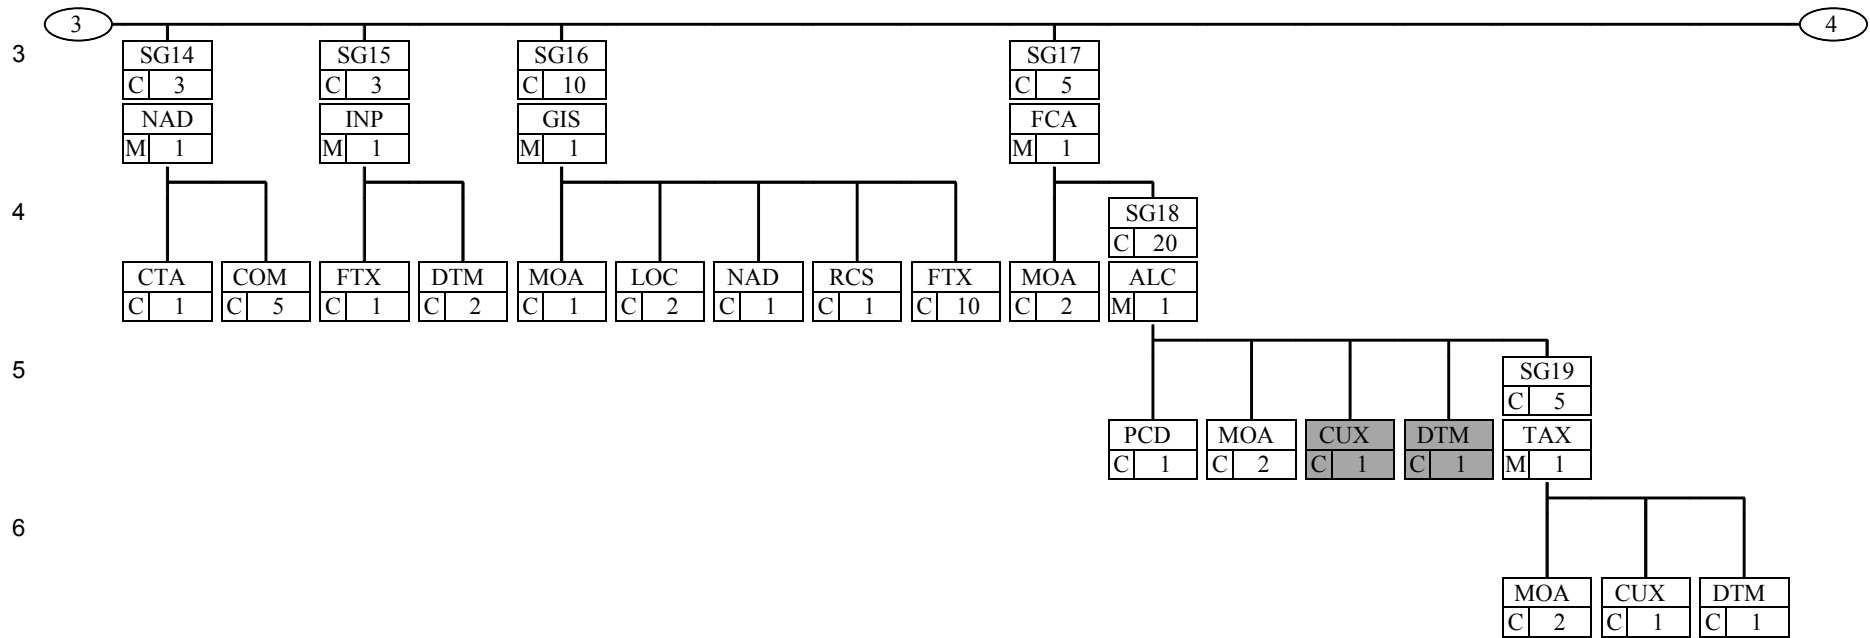 3 4
3 SG14 SG15 SG16 SG17
C 3 C 3 C 10 C 5
NAD INP GIS FCA
M 1 M 1 M 1 M 1
4 SG18
C 20
CTA COM FTX DTM MOA LOC NAD RCS FTX MOA ALC
C 1 C 5 C 1 C 2 C 1 C 2 C 1 C 1 C 10 C 2 M 1
5 SG19
C 5
PCD MOA CUX DTM TAX
C 1 C 2 C 1 C 1 M 1
6
MOA CUX DTM
C 2 C 1 C 1